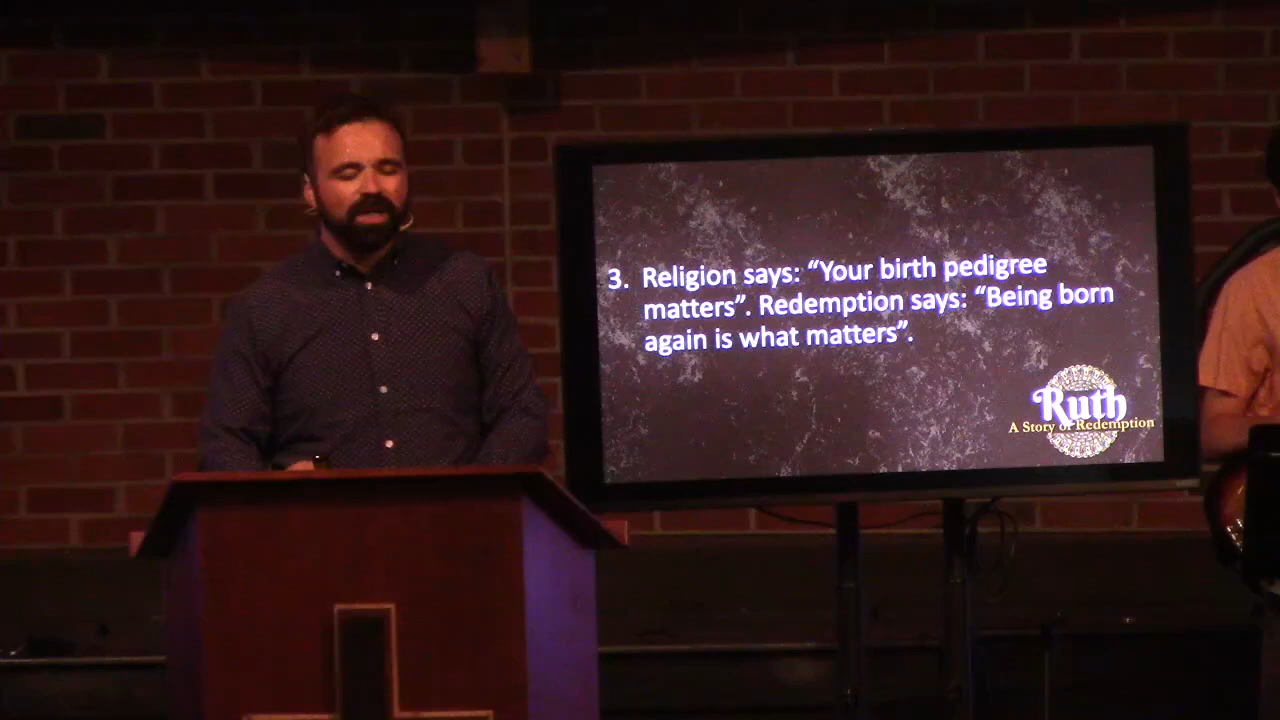 3. Religion says: “Your birth pedigree
matters”. Redemption says: “Being born
again is what matters”.
Ruth
A Story of Redemption